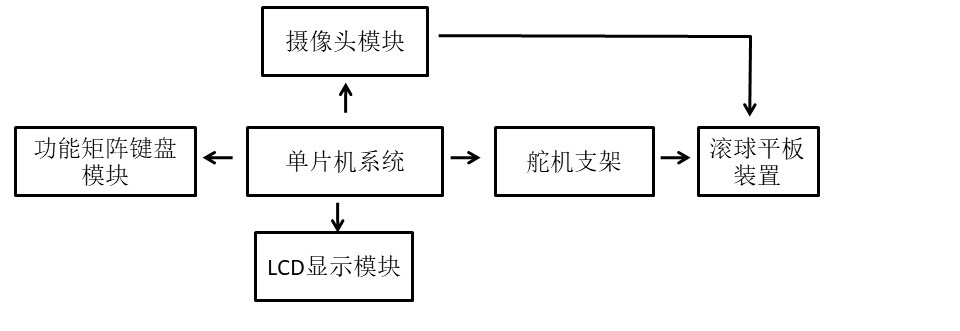 摄像头模块
功能矩阵键盘
模块
单片机系统
舵机支架
滚球平板
装置
LCD显示模块